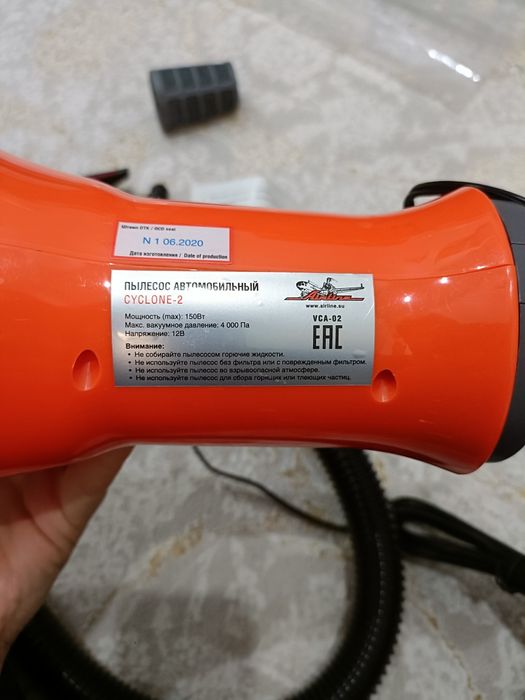 Штамп ОТК / QCD seal
N 1 06.2020
Дата изготовления / Date of production
ПЫЛЕСОС АВТОМОБИЛЬНЫЙ
CYCLONE-2
Airline
www.airline.su
Мощность (max): 150Вт
Макс. вакуумное давление: 4 000 Па
Напряжение: 12В
VCA-02
EAC
Внимание:
• Не собирайте пылесосом горючие жидкости.
• Не используйте пылесос без фильтра или с поврежденным фильтром.
• Не используйте пылесос во взрывоопасной атмосфере.
• Не используйте пылесос для сбора горящих или тлеющих частиц.